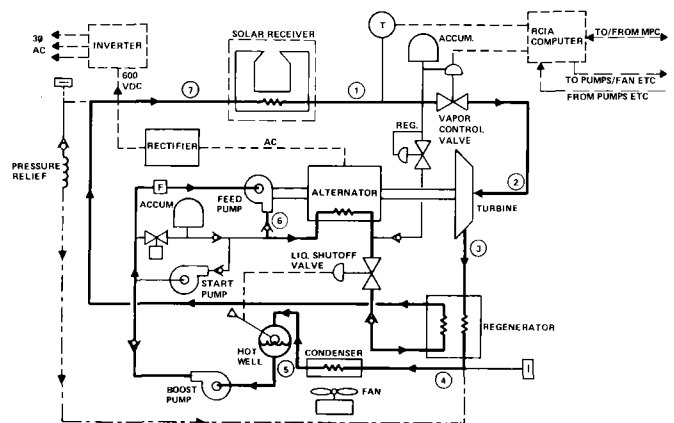 3ø
AC
INVERTER
600
VDC
SOLAR RECEIVER
7
1
T
ACCUM.
RCIA
COMPUTER
TO/FROM MPC
TO PUMPS/FAN ETC
FROM PUMPS ETC
VAPOR
CONTROL
VALVE
REG.
2
PRESSURE
RELIEF
RECTIFIER
AC
F
ACCUM
FEED
PUMP
6
ALTERNATOR
TURBINE
3
START
PUMP
LIQ. SHUTOFF
VALVE
REGENERATOR
HOT
WELL
5
CONDENSER
4
I
BOOST
PUMP
FAN